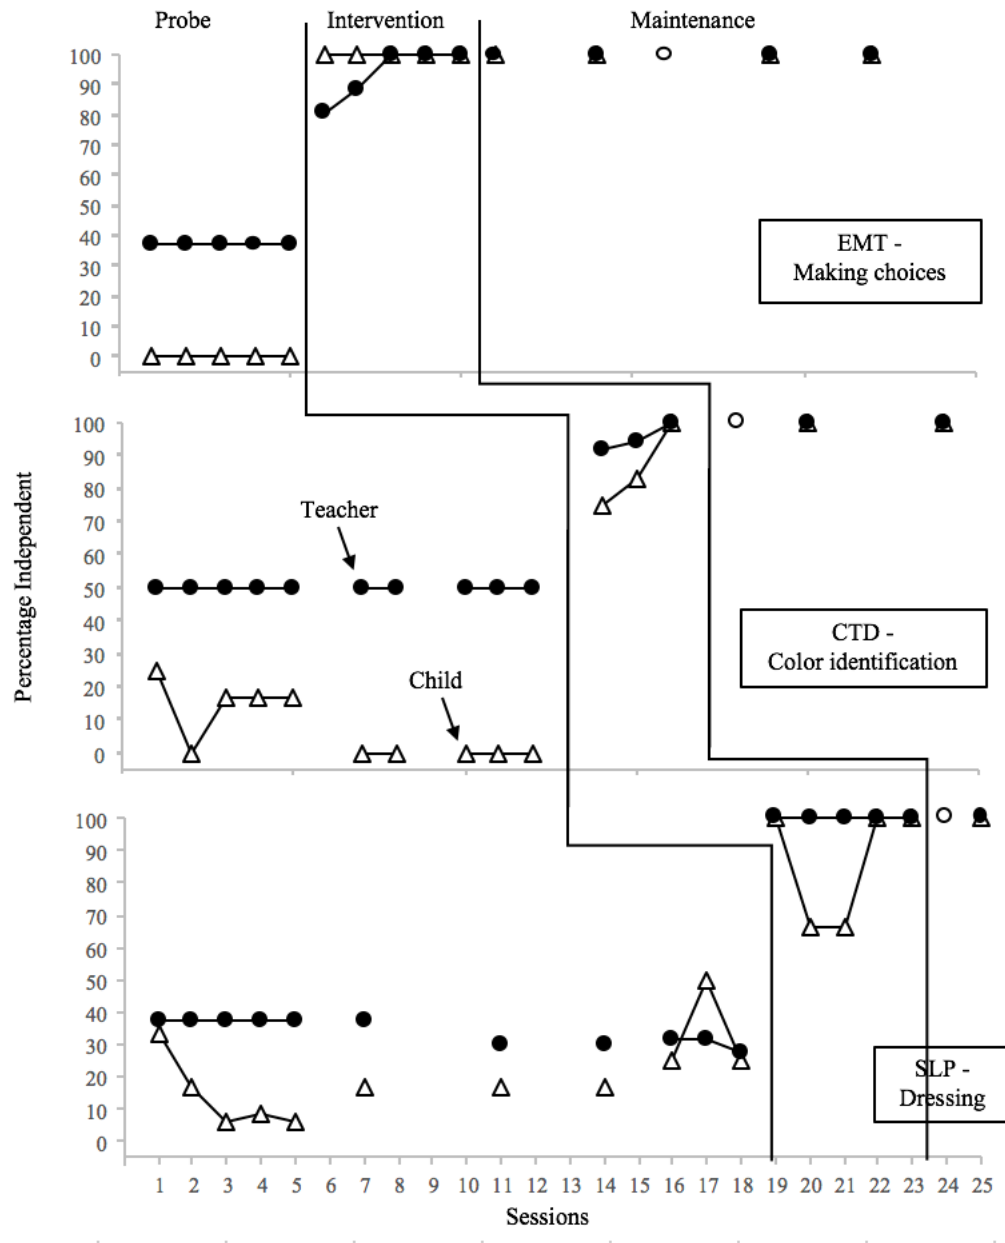 Probe
Intervention
Maintenance
100
90
80
70
60
50
40
30
20
10
0
EMT -
Making choices
Percentage Independent
100
90
80
70
60
50
40
30
20
10
0
Teacher
Child
CTD -
Color identification
100
90
80
70
60
50
40
30
20
10
0
SLP -
Dressing
1 2 3 4 5 6 7 8 9 10 11 12 13 14 15 16 17 18 19 20 21 22 23 24 25
Sessions